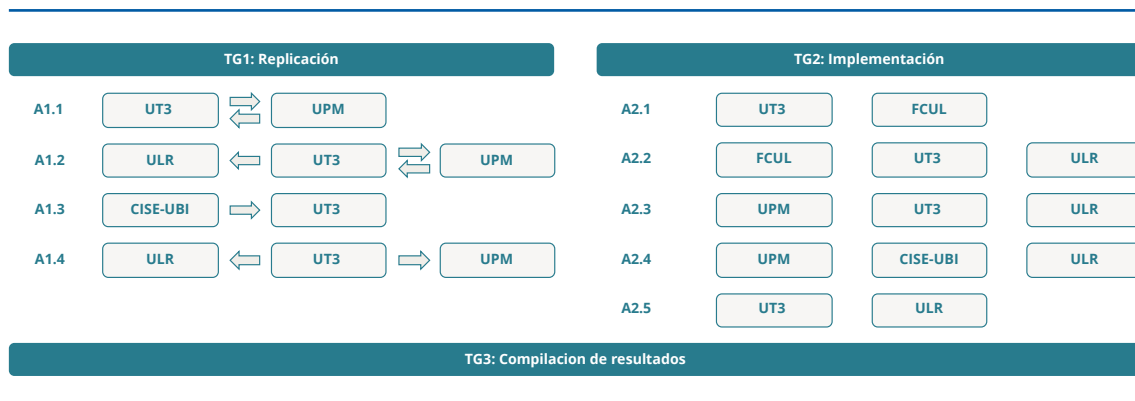 TG1: Replicación
A1.1 UT3 UPM
A1.2 ULR UT3 UPM
A1.3 CISE-UBI UT3
A1.4 ULR UT3 UPM
TG2: Implementación
A2.1 UT3 FCUL
A2.2 FCUL UT3 ULR
A2.3 UPM UT3 ULR
A2.4 UPM CISE-UBI ULR
A2.5 UT3 ULR
TG3: Compilacion de resultados